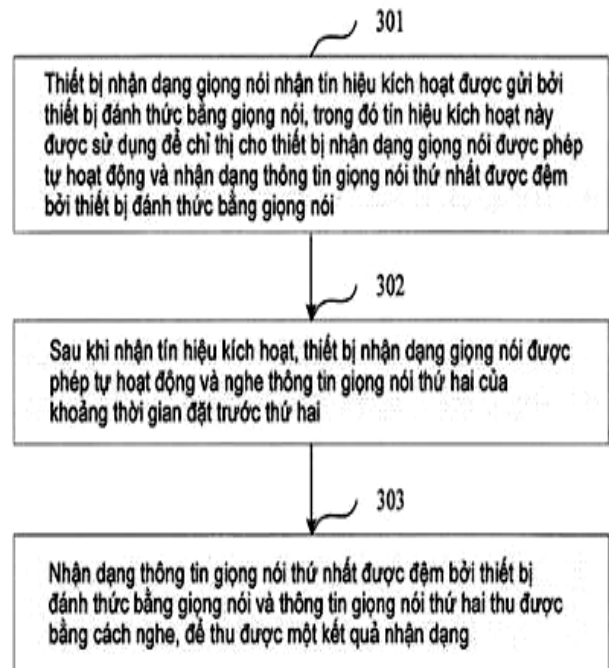 301
Thiết bị nhận dạng giọng nói nhận tín hiệu kích hoạt được gửi bởi
thiết bị đánh thức bằng giọng nói, trong đó tín hiệu kích hoạt này
được sử dụng để chỉ thị cho thiết bị nhận dạng giọng nói được phép
tự hoạt động và nhận dạng thông tin giọng nói thứ nhất được đệm
bởi thiết bị đánh thức bằng giọng nói
302
Sau khi nhận tín hiệu kích hoạt, thiết bị nhận dạng giọng nói được
phép tự hoạt động và nghe thông tin giọng nói thứ hai của
khoảng thời gian đặt trước thứ hai
303
Nhận dạng thông tin giọng nói thứ nhất được đệm bởi thiết bị
đánh thức bằng giọng nói và thông tin giọng nói thứ hai thu được
bằng cách nghe, để thu được một kết quả nhận dạng